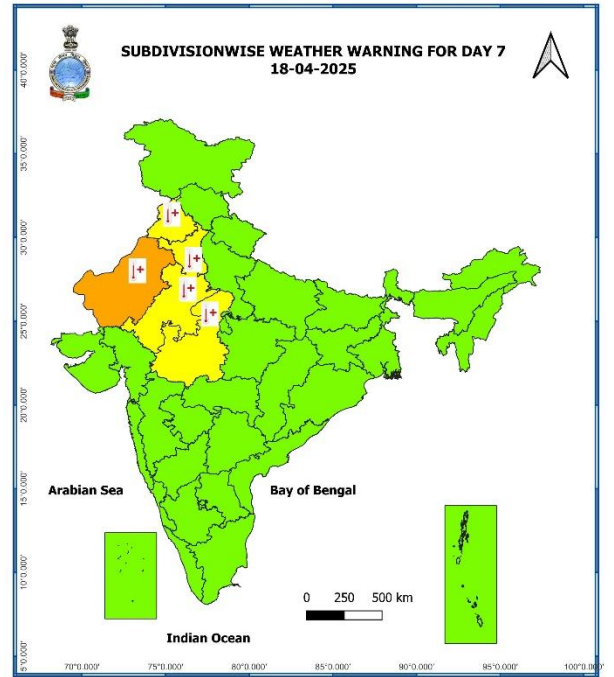 SUBDIVISIONWISE WEATHER WARNING FOR DAY 7
18-04-2025
40°0.000'
35°0.000'
30°0.000'
25°0.000'
20°0.000'
15°0.000'
10°0.000'
5°0.000'
Arabian Sea
Bay of Bengal
0 250 500 km
Indian Ocean
70°0.000' 75°0.000' 80°0.000' 85°0.000' 90°0.000' 95°0.000' 100°0.000'